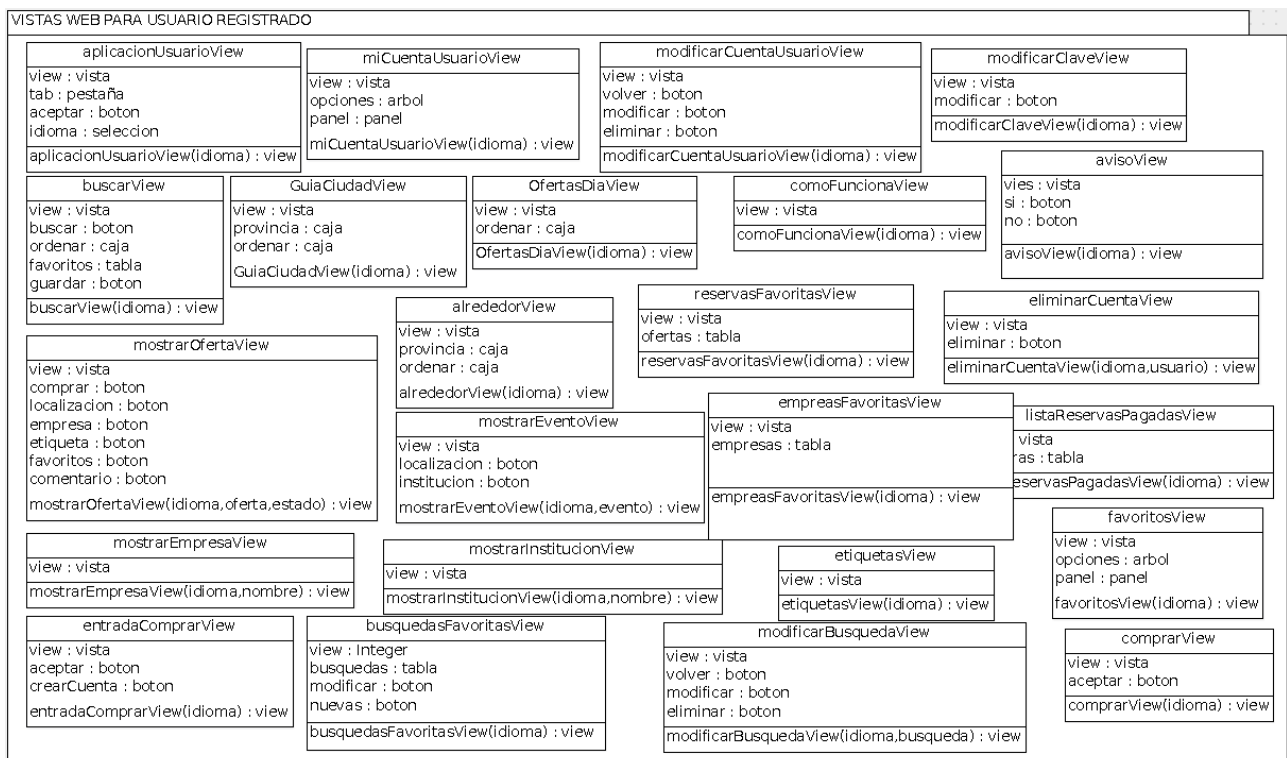 VISTAS WEB PARA USUARIO REGISTRADO
aplicacionUsuarioView
view : vista
tab : pestaña
aceptar : boton
idioma : seleccion
aplicacionUsuarioView(idioma) : view
miCuentaUsuarioView
view : vista
opciones : arbol
panel : panel
miCuentaUsuarioView(idioma) : view
modificarCuentaUsuarioView
view : vista
volver : boton
modificar : boton
eliminar : boton
modificarCuentaUsuarioView(idioma) : view
modificarClaveView
view : vista
modificar : boton
modificarClaveView(idioma) : view
avisoView
vies : vista
si : boton
no : boton
avisoView(idioma) : view
buscarView
view : vista
buscar : boton
ordenar : caja
favoritos : tabla
guardar : boton
buscarView(idioma) : view
GuiaCiudadView
view : vista
provincia : caja
ordenar : caja
GuiaCiudadView(idioma) : view
OfertasDiaView
view : vista
ordenar : caja
OfertasDiaView(idioma) : view
comoFuncionaView
view : vista
comoFuncionaView(idioma) : view
alrededorView
view : vista
provincia : caja
ordenar : caja
alrededorView(idioma) : view
reservasFavoritasView
view : vista
ofertas : tabla
reservasFavoritasView(idioma) : view
eliminarCuentaView
view : vista
eliminar : boton
eliminarCuentaView(idioma,usuario) : view
mostrarOfertaView
view : vista
comprar : boton
localizacion : boton
empresa : boton
etiqueta : boton
favoritos : boton
comentario : boton
mostrarOfertaView(idioma,oferta,estado) : view
mostrarEventoView
view : vista
localizacion : boton
institucion : boton
mostrarEventoView(idioma,evento) : view
empreasFavoritasView
view : vista
empresas : tabla
empreasFavoritasView(idioma) : view
listaReservasPagadasView
: vista
ras : tabla
eservasPagadasView(idioma) : view
mostrarEmpresaView
view : vista
mostrarEmpresaView(idioma,nombre) : view
mostrarInstitucionView
view : vista
mostrarInstitucionView(idioma,nombre) : view
etiquetasView
view : vista
etiquetasView(idioma) : view
favoritosView
view : vista
opciones : arbol
panel : panel
favoritosView(idioma) : view
entradaComprarView
view : vista
aceptar : boton
crearCuenta : boton
entradaComprarView(idioma) : view
busquedasFavoritasView
view : Integer
busquedas : tabla
modificar : boton
nuevas : boton
busquedasFavoritasView(idioma) : view
modificarBusquedaView
view : vista
volver : boton
modificar : boton
eliminar : boton
modificarBusquedaView(idioma,busqueda) : view
comprarView
view : vista
aceptar : boton
comprarView(idioma) : view